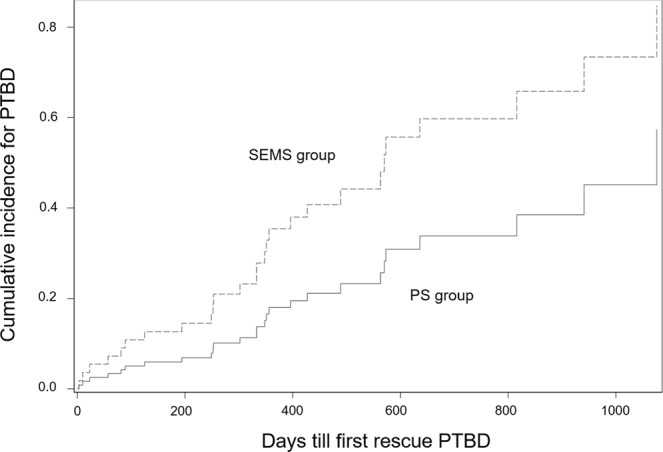 Cumulative incidence for PTBD
0.8
0.6
0.4
0.2
0.0
SEMS group
PS group
0 200 400 600 800 1000
Days till first rescue PTBD